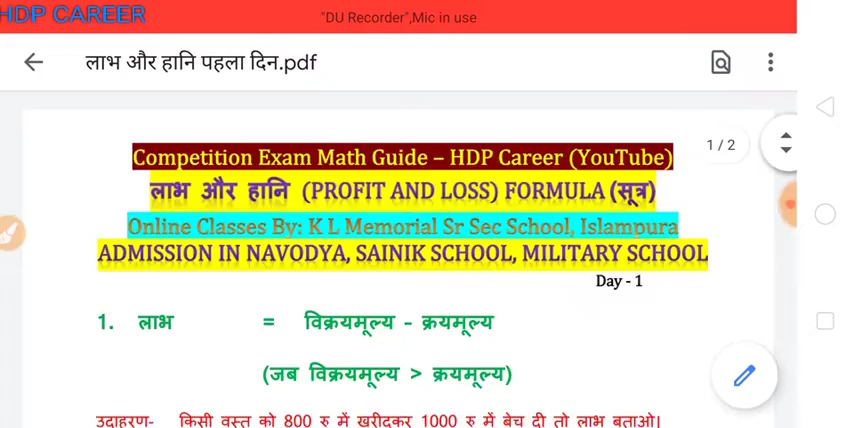 HDP CAREER
"DU Recorder",Mic in use
लाभ और हानि पहला दिन.pdf
1 / 2
Competition Exam Math Guide – HDP Career (YouTube)
लाभ और हानि (PROFIT AND LOSS) FORMULA (सूत्र)
Online Classes By: K L Memorial Sr Sec School, Islampura
ADMISSION IN NAVODYA, SAINIK SCHOOL, MILITARY SCHOOL
Day - 1
1. लाभ = विक्रयमूल्य - क्रयमूल्य
(जब विक्रयमूल्य > क्रयमूल्य)
उदाहरण- किसी वस्तु को 800 रु में खरीदकर 1000 रु में बेच दी तो लाभ बताओ।